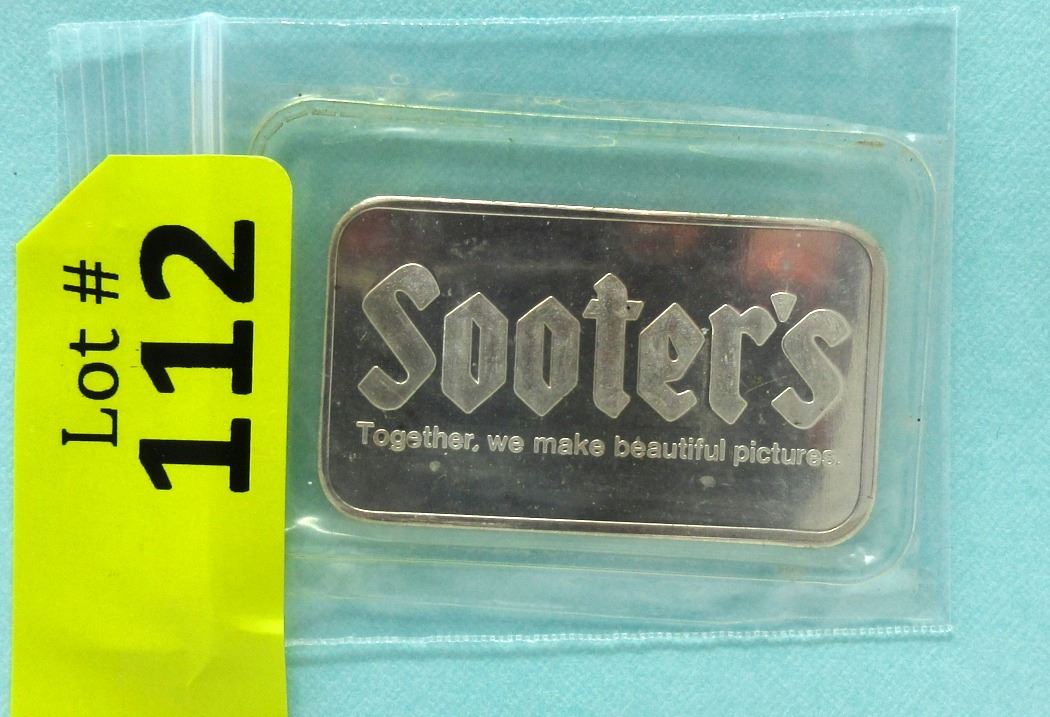 Lot #
112
Sooter's
Together, we make beautiful pictures.